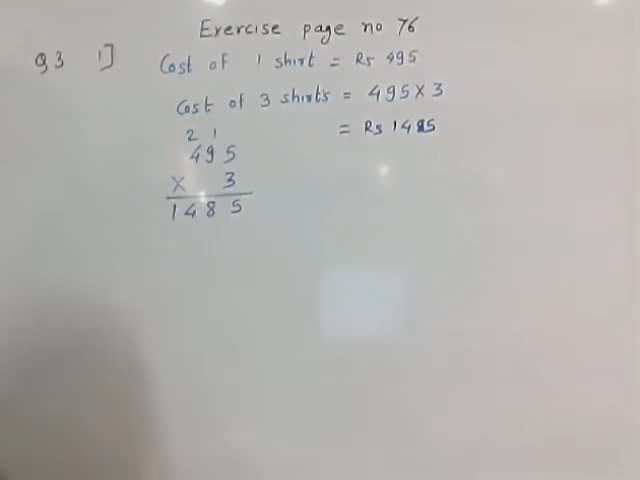 Exercise page no 76
Q3 1] Cost of 1 shirt = Rs 495
Cost of 3 shirts = 495 X 3
= Rs 1485
2 1
495
X 3
1485